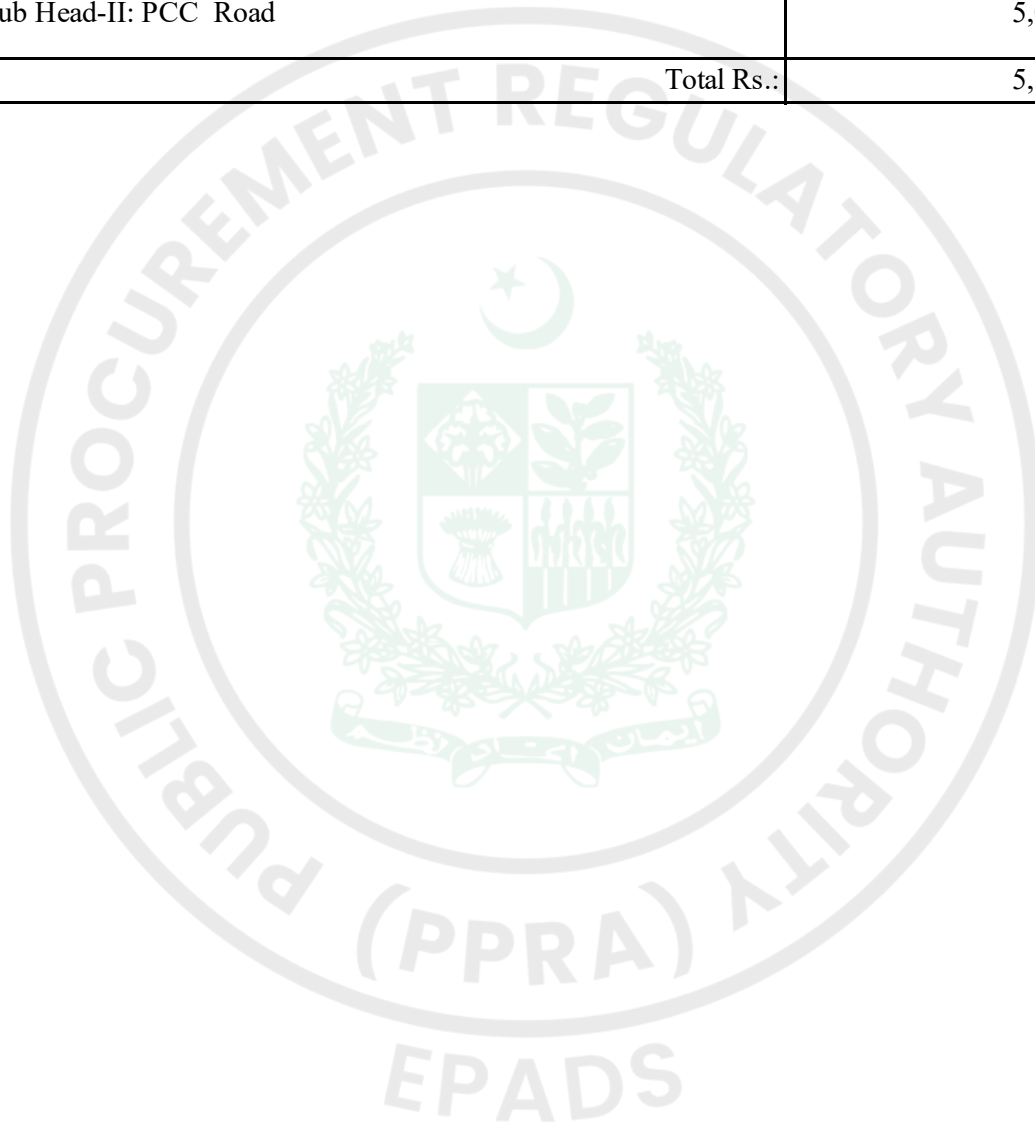 ub Head-II: PCC Road 5,
Total Rs.: 5,
PUBLIC PROCUREMENT REGULATORY AUTHORITY
(PPRA)
EPADS